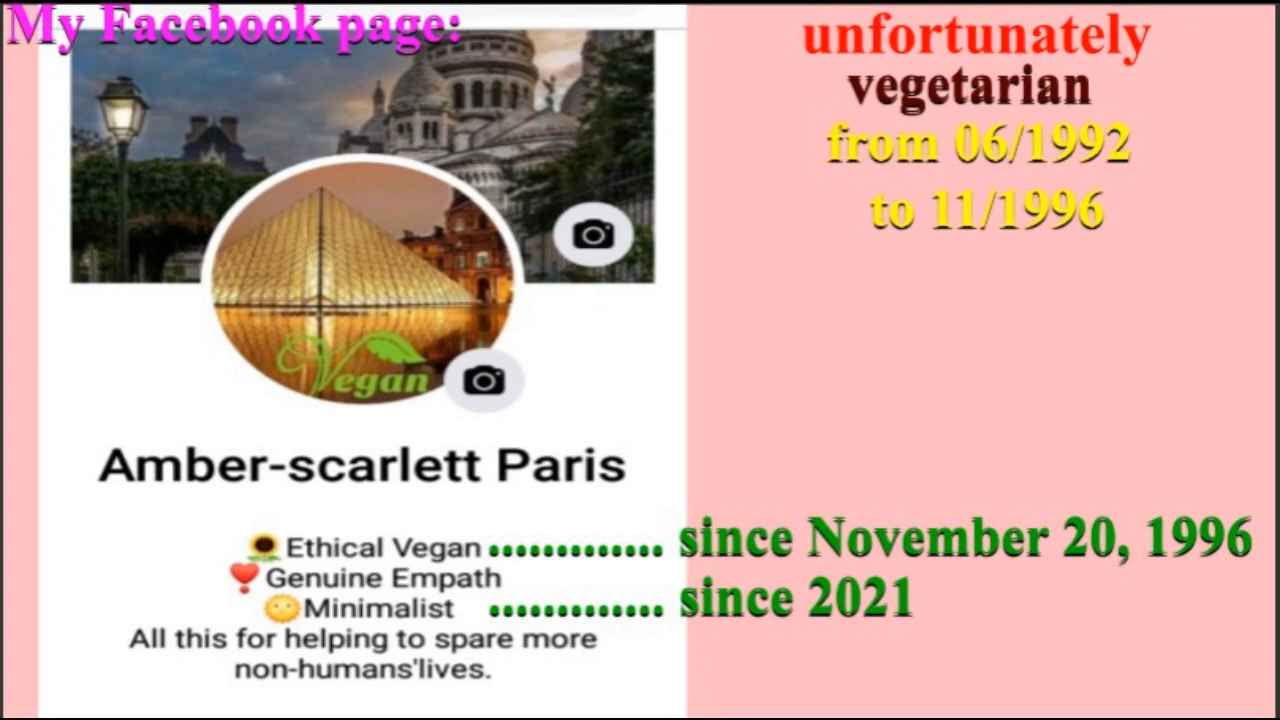 My Facebook page:
unfortunately
vegetarian
from 06/1992
to 11/1996
Vegan
Amber-scarlett Paris
🌻Ethical Vegan ............. since November 20, 1996
❣️Genuine Empath
🌝Minimalist ............. since 2021
All this for helping to spare more
non-humans'lives.